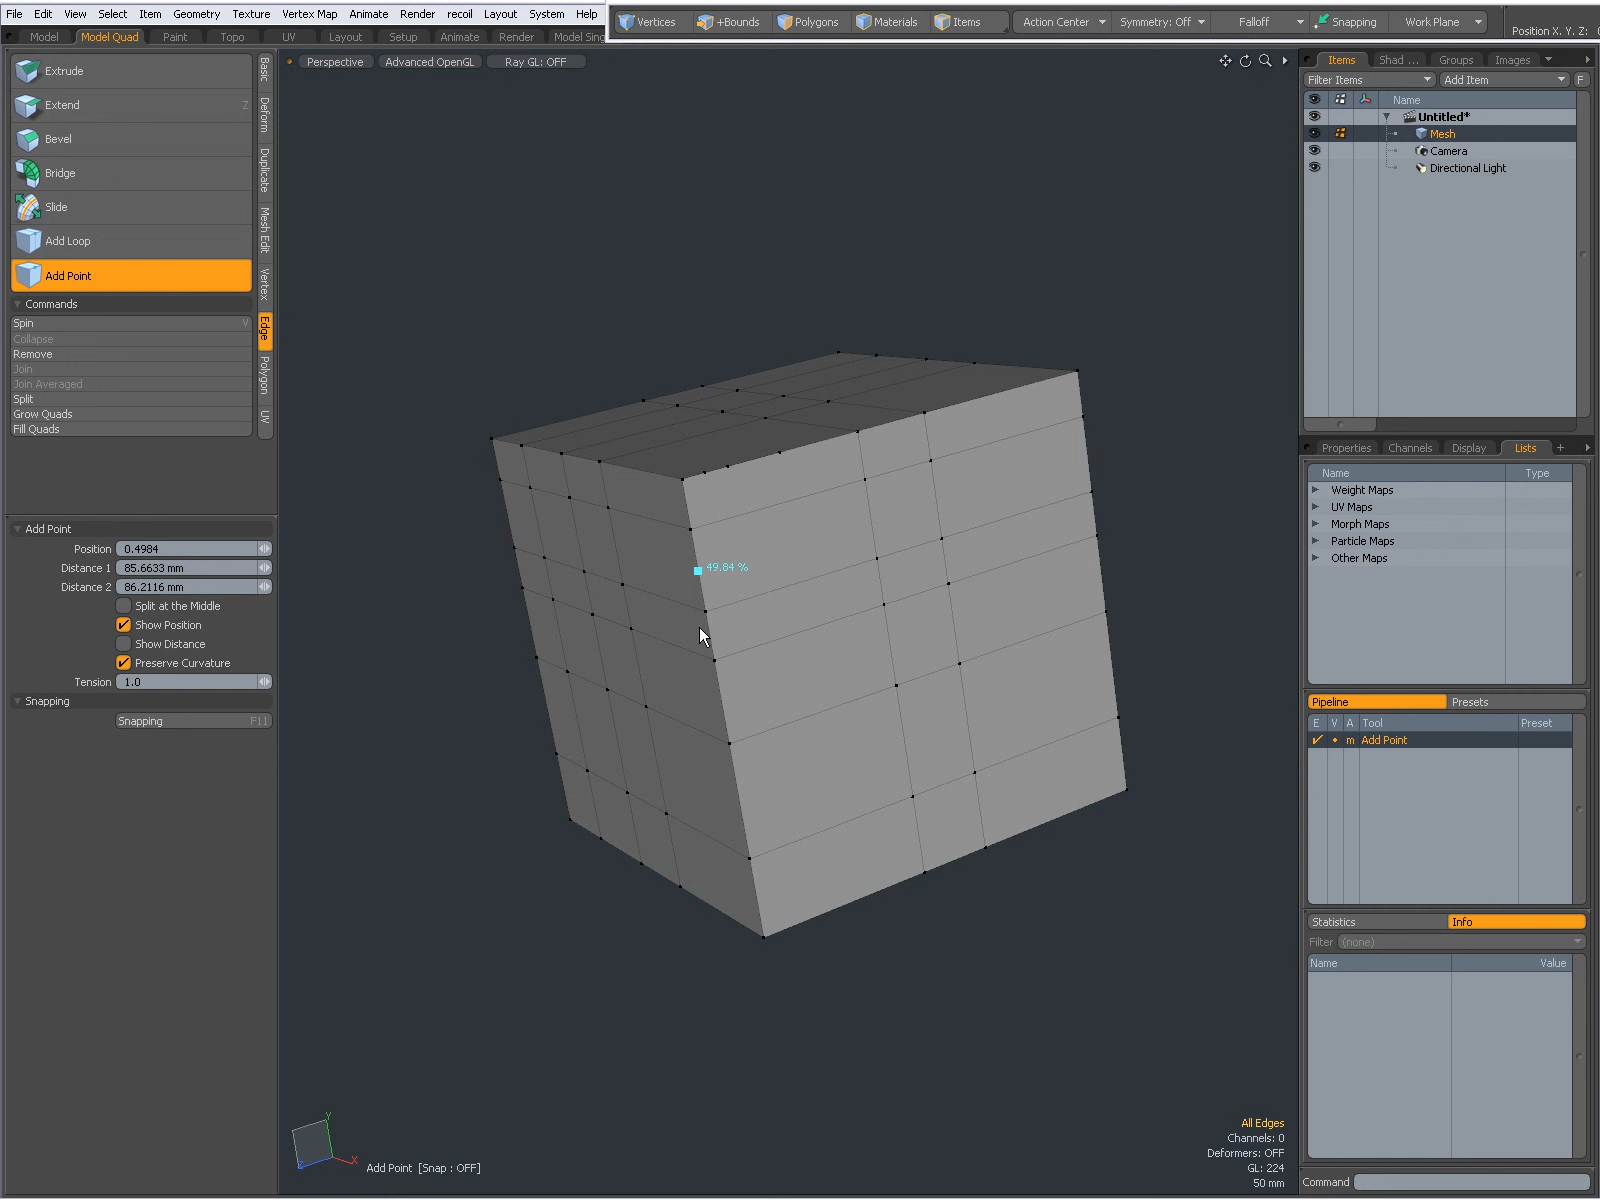 File Edit View Select Item Geometry Texture Vertex Map Animate Render recoil Layout System Help
Vertices +Bounds Polygons Materials Items Action Center Symmetry: Off Falloff Snapping Work Plane Position X, Y, Z:
Model Model Quad Paint Topo UV Layout Setup Animate Render Model Sing
Extrude
Extend Z
Bevel
Bridge
Slide
Add Loop
Add Point
Commands
Spin V
Collapse
Remove
Join
Join Averaged
Split
Grow Quads
Fill Quads
Basic
Deform
Duplicate
Mesh Edit
Vertex
Edge
Polygon
UV
Add Point
Position 0.4984
Distance 1 85.6633 mm
Distance 2 86.2116 mm
Split at the Middle
Show Position
Show Distance
Preserve Curvature
Tension 1.0
Snapping
Snapping F11
Perspective Advanced OpenGL Ray GL: OFF
49.84 %
Y
X
Z
Add Point [Snap : OFF]
All Edges
Channels: 0
Deformers: OFF
GL: 224
50 mm
Items Shad ... Groups Images
Filter Items Add Item F
Name
Untitled*
Mesh
Camera
Directional Light
Properties Channels Display Lists +
Name Type
Weight Maps
UV Maps
Morph Maps
Particle Maps
Other Maps
Pipeline Presets
E V A Tool Preset
m Add Point
Statistics Info
Filter (none)
Name Value
Command